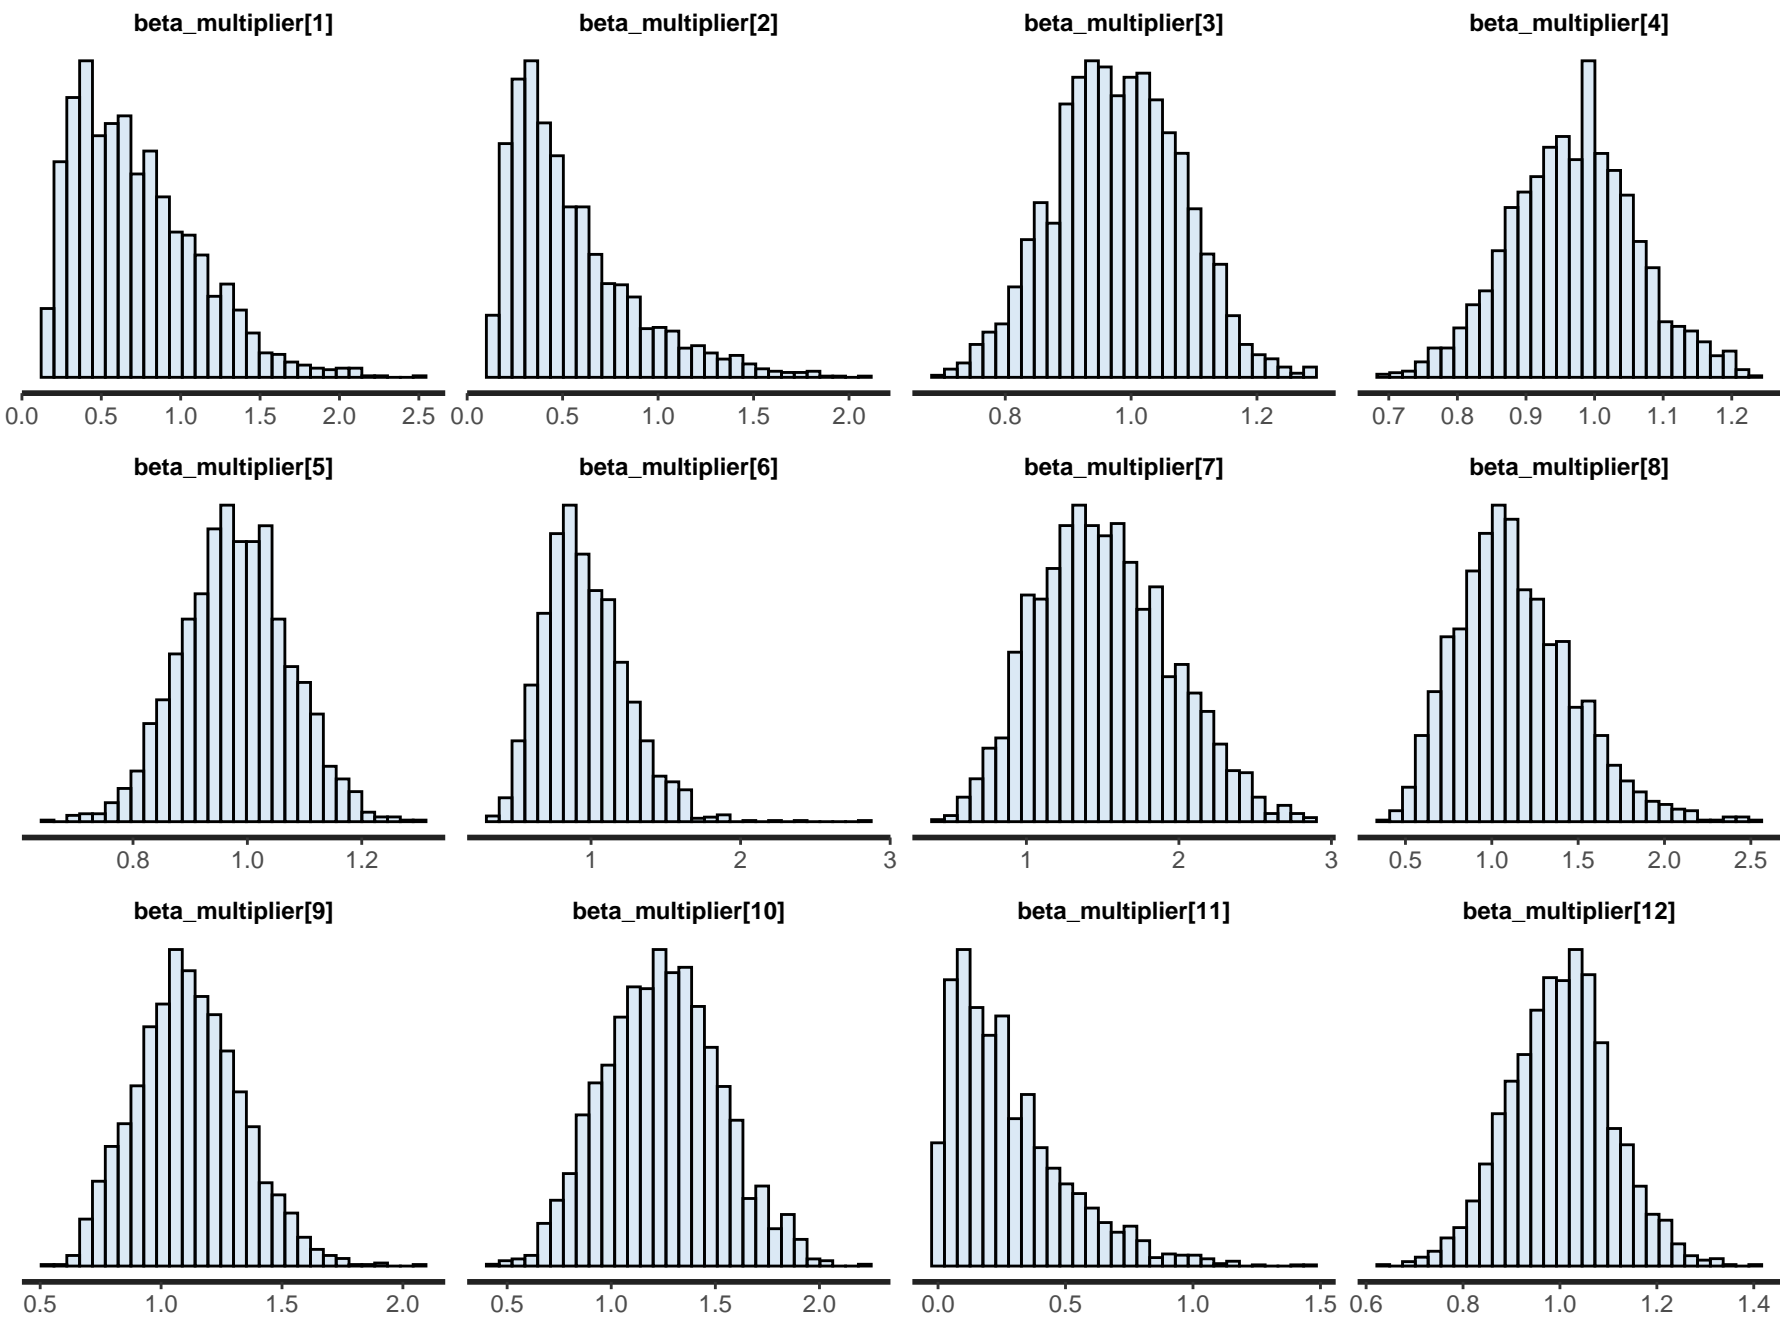 beta_multiplier[1] beta_multiplier[2] beta_multiplier[3] beta_multiplier[4]
0.0 0.5 1.0 1.5 2.0 2.5 0.0 0.5 1.0 1.5 2.0 0.8 1.0 1.2 0.7 0.8 0.9 1.0 1.1 1.2
beta_multiplier[5] beta_multiplier[6] beta_multiplier[7] beta_multiplier[8]
0.8 1.0 1.2 1 2 3 1 2 3 0.5 1.0 1.5 2.0 2.5
beta_multiplier[9] beta_multiplier[10] beta_multiplier[11] beta_multiplier[12]
0.5 1.0 1.5 2.0 0.5 1.0 1.5 2.0 0.0 0.5 1.0 1.5 0.6 0.8 1.0 1.2 1.4